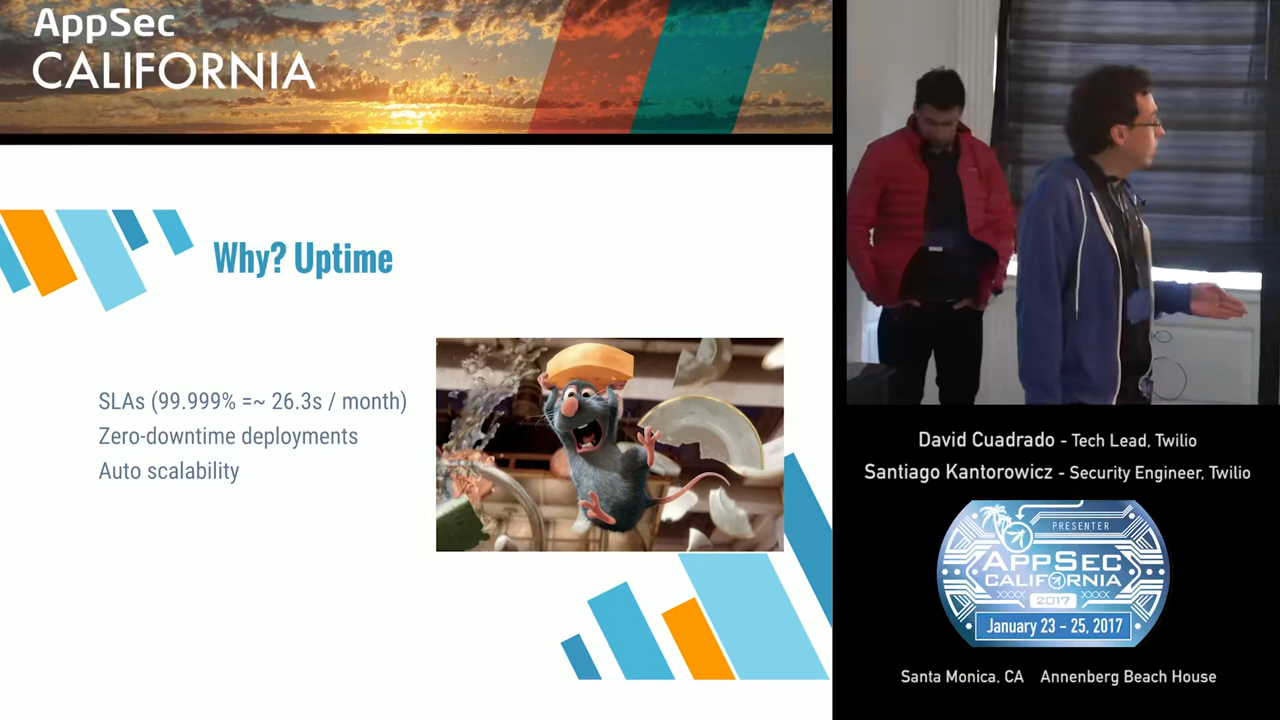 AppSec
CALIFORNIA
Why? Uptime
SLAs (99.999% =~ 26.3s / month)
Zero-downtime deployments
Auto scalability
David Cuadrado - Tech Lead, Twilio
Santiago Kantorowicz - Security Engineer, Twilio
PRESENTER
APPSEC
CALIFORNIA
2017
January 23 - 25, 2017
Santa Monica, CA Annenberg Beach House